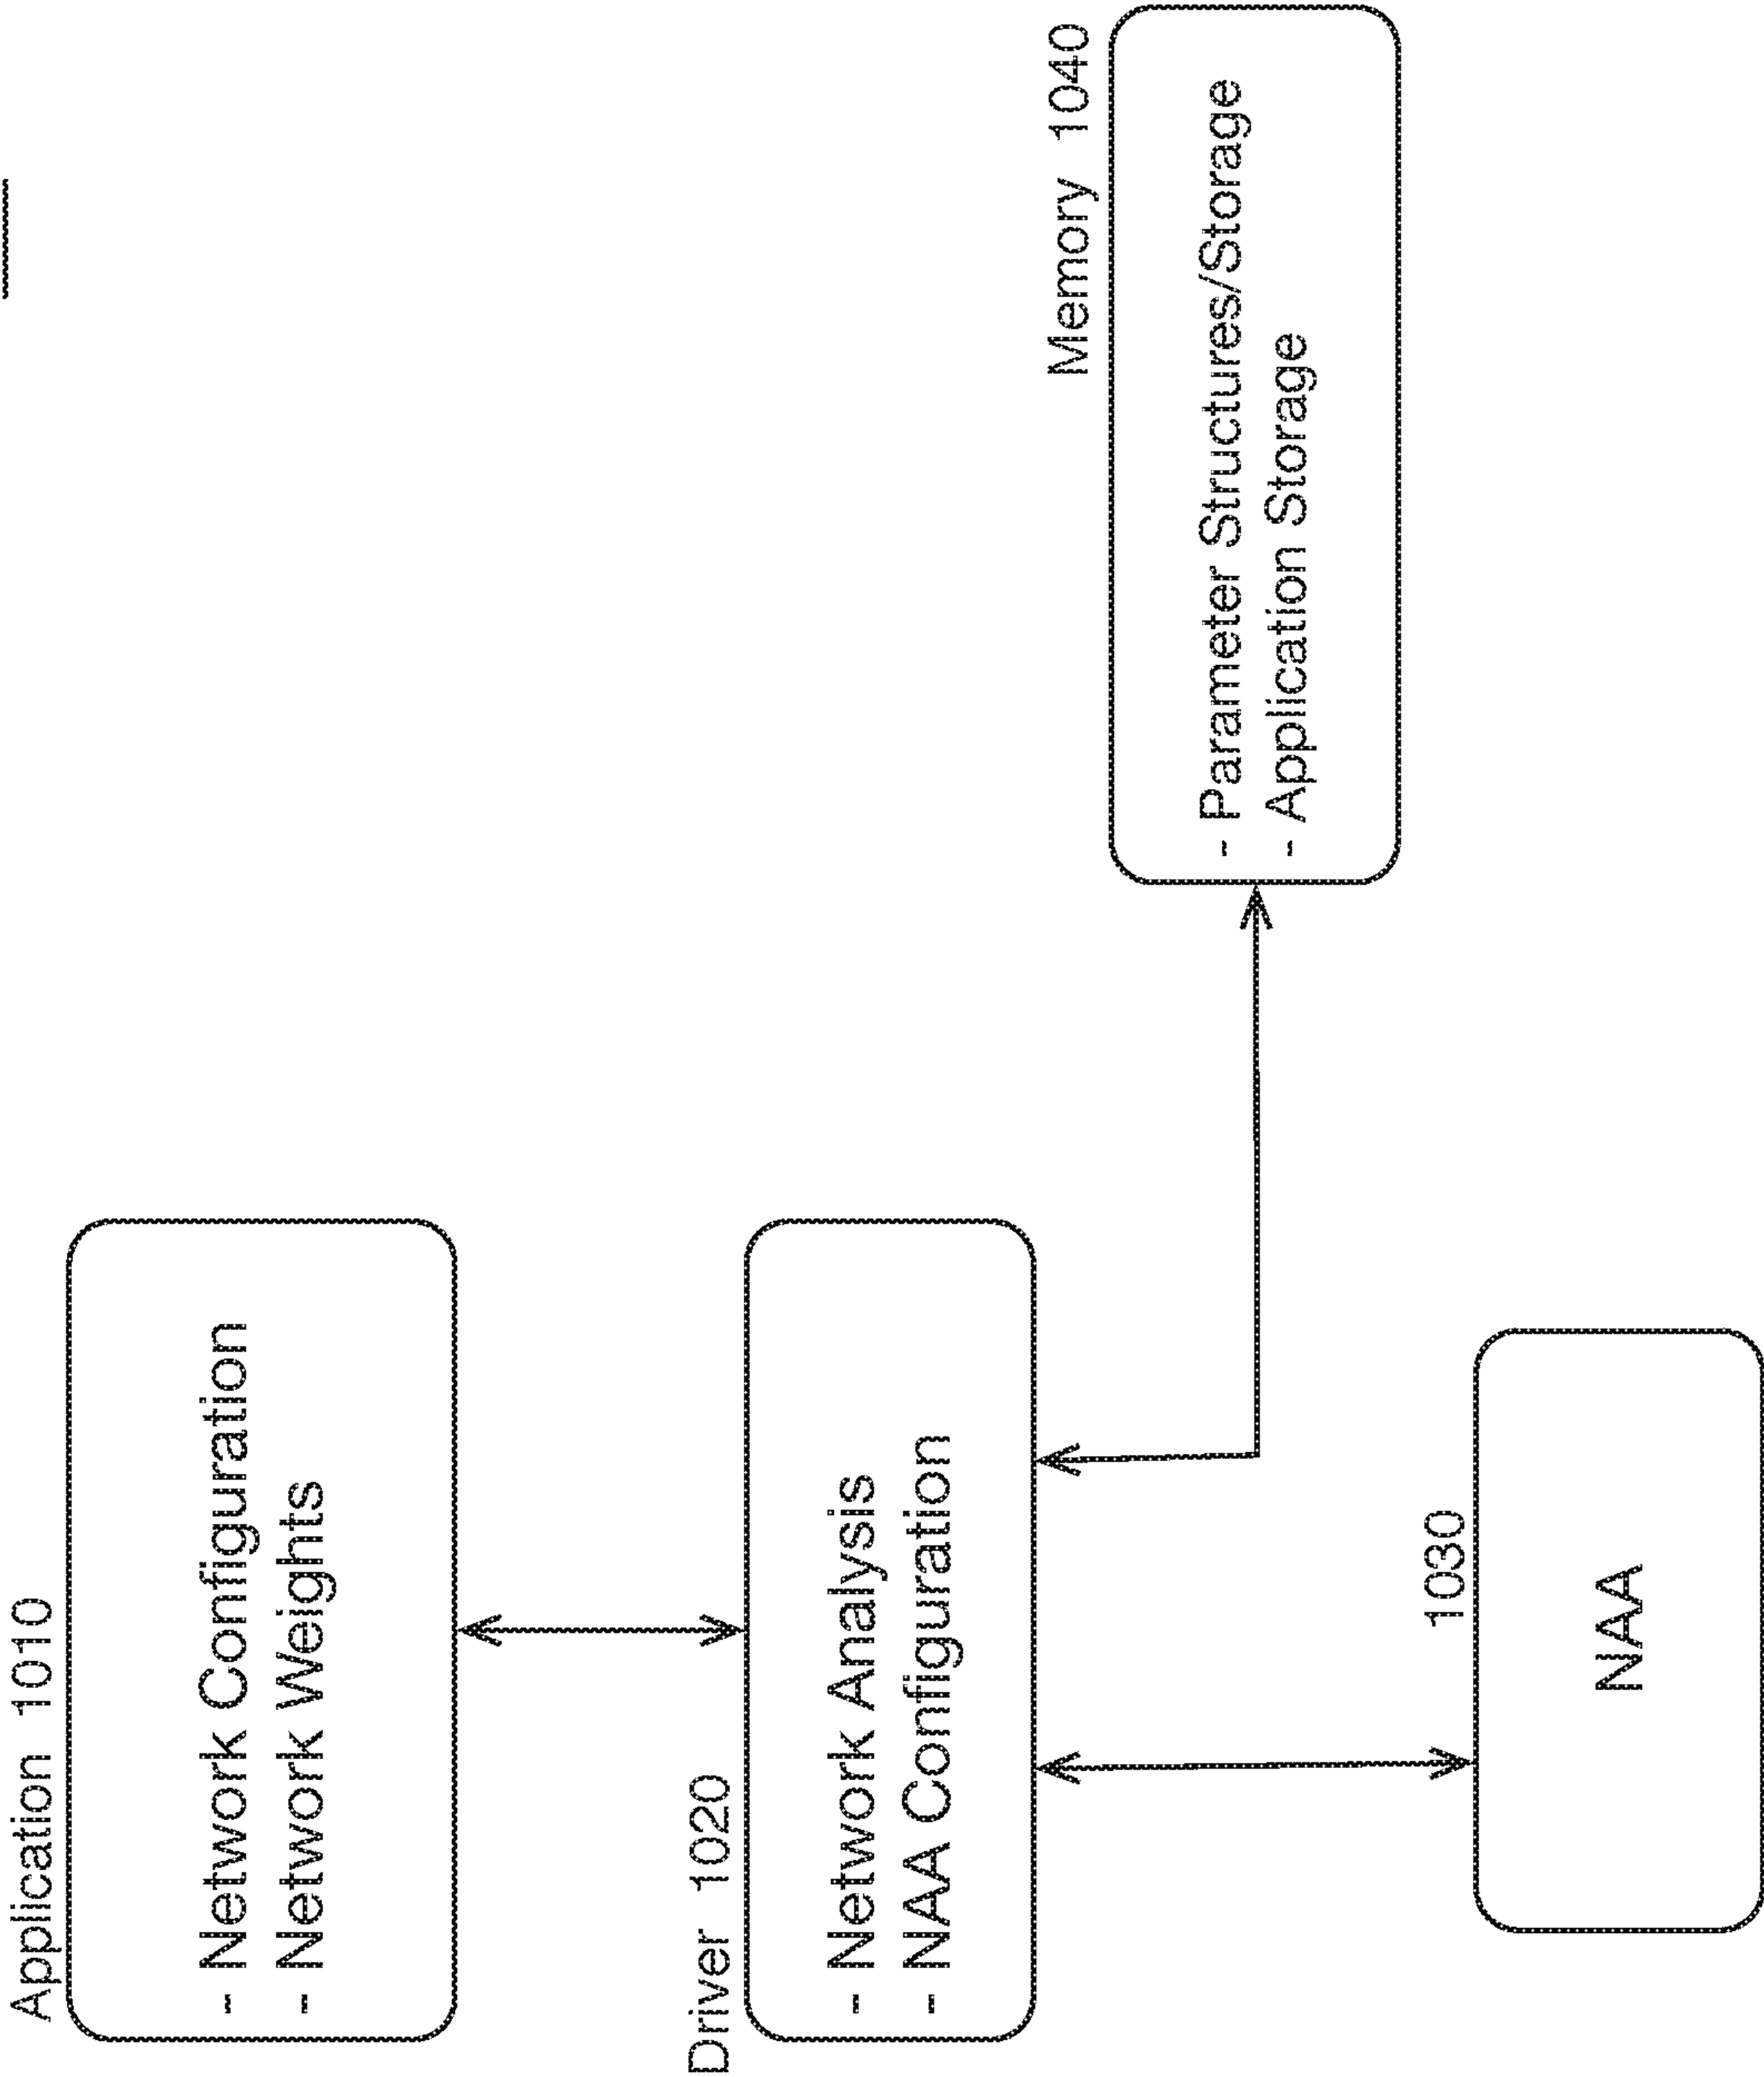 Application 1010
- Network Configuration
- Network Weights
Driver 1020
- Network Analysis
- NAA Configuration
Memory 1040
- Parameter Structures/Storage
- Application Storage
1030
NAA